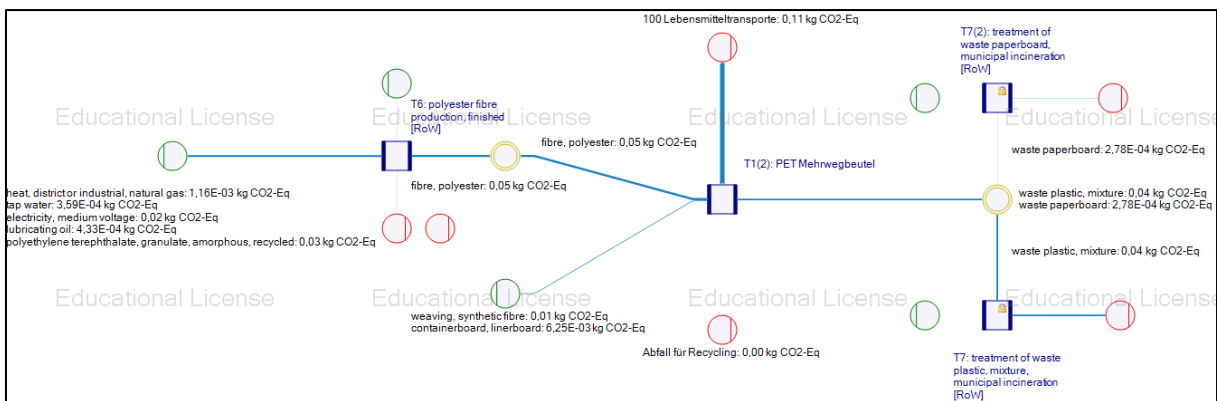 100 Lebensmitteltransporte: 0,11 kg CO2-Eq
T7(2): treatment of
waste paperboard,
municipal incineration
[RoW]
Educational License
Educational License
Educational License
Educational License
T6: polyester fibre
production, finished
[RoW]
fibre, polyester: 0,05 kg CO2-Eq
waste paperboard: 2,78E-04 kg CO2-Eq
T1(2): PET Mehrwegbeutel
fibre, polyester: 0,05 kg CO2-Eq
heat, district or industrial, natural gas: 1,16E-03 kg CO2-Eq
tap water: 3,59E-04 kg CO2-Eq
electricity, medium voltage: 0,02 kg CO2-Eq
lubricating oil: 4,33E-04 kg CO2-Eq
polyethylene terephthalate, granulate, amorphous, recycled: 0,03 kg CO2-Eq
waste plastic, mixture: 0,04 kg CO2-Eq
waste paperboard: 2,78E-04 kg CO2-Eq
waste plastic, mixture: 0,04 kg CO2-Eq
Educational License
Educational License
Educational License
Educational License
weaving, synthetic fibre: 0,01 kg CO2-Eq
containerboard, linerboard: 6,25E-03 kg CO2-Eq
Abfall für Recycling: 0,00 kg CO2-Eq
T7: treatment of waste
plastic, mixture,
municipal incineration
[RoW]